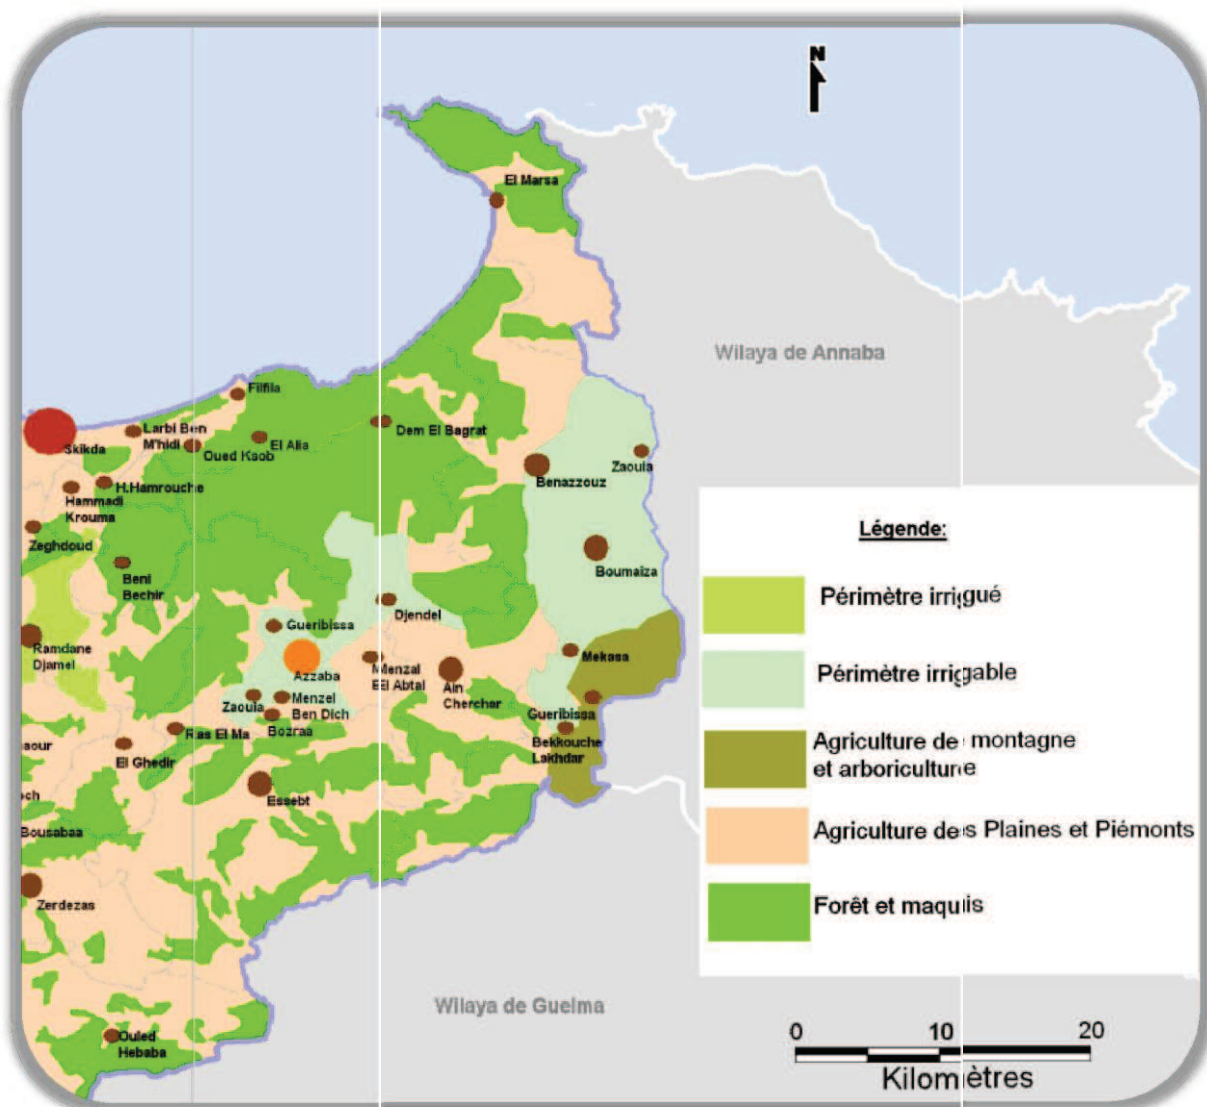 N
El Marsa
Wilaya de Annaba
Filfila
Larbi Ben
M'hidi
Skikda
Oued Ksob
El Alia
Dem El Bagrat
Zaouia
Benazzouz
H.Hamrouche
Hammadi
Krouma
Zeghdoud
Beni
Bechir
Boumaiza
Djendel
Gueribissa
Ramdane
Djamel
Azzaba
Menzal
El Abtal
Ain
Cherchar
Mekasa
Zaouia
Menzel
Ben Dich
Gueribissa
Ras El Ma
Bozraa
Bekkouche
Lakhdar
aour
El Ghedir
Essebt
och
Bousabaa
Zerdezas
Ouled
Hebaba
Wilaya de Guelma
Légende:
Périmètre irrigué
Périmètre irrigable
Agriculture de montagne
et arboriculture
Agriculture des Plaines et Piémonts
Forêt et maquis
0 10 20
Kilomètres